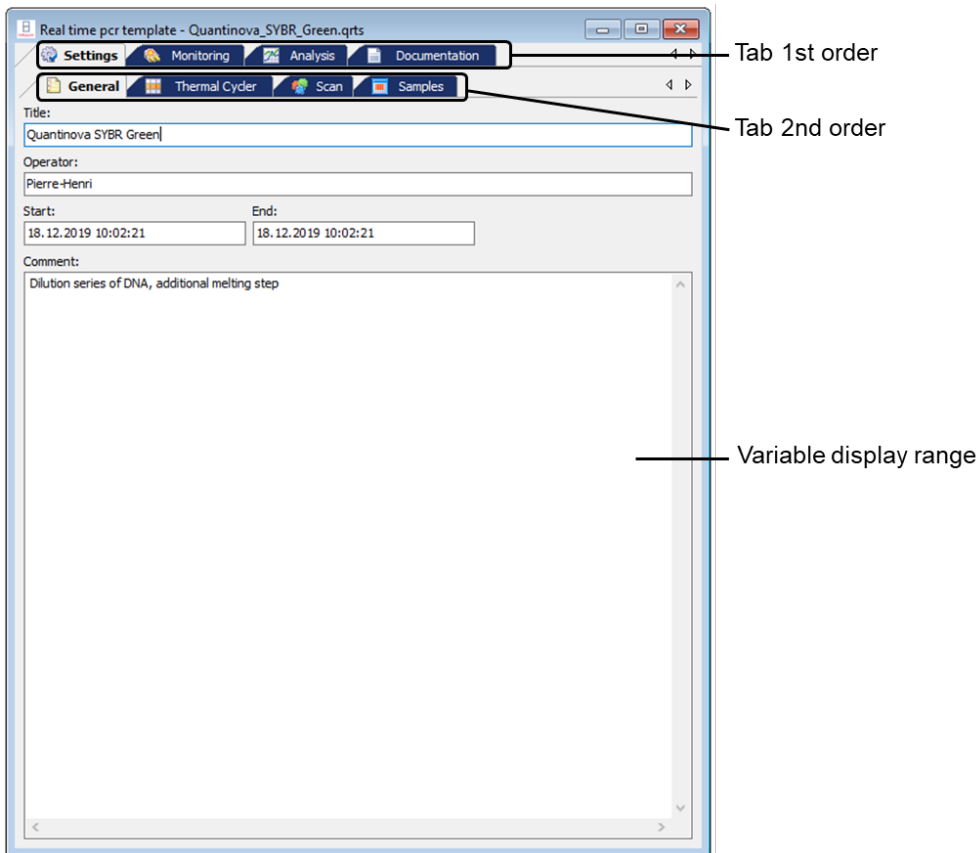 Real time pcr template - Quantinova_SYBR_Green.qrts
Settings Monitoring Analysis Documentation
Tab 1st order
General Thermal Cycler Scan Samples
Tab 2nd order
Title:
Quantinova SYBR Green
Operator:
Pierre-Henri
Start: End:
18.12.2019 10:02:21 18.12.2019 10:02:21
Comment:
Dilution series of DNA, additional melting step
Variable display range